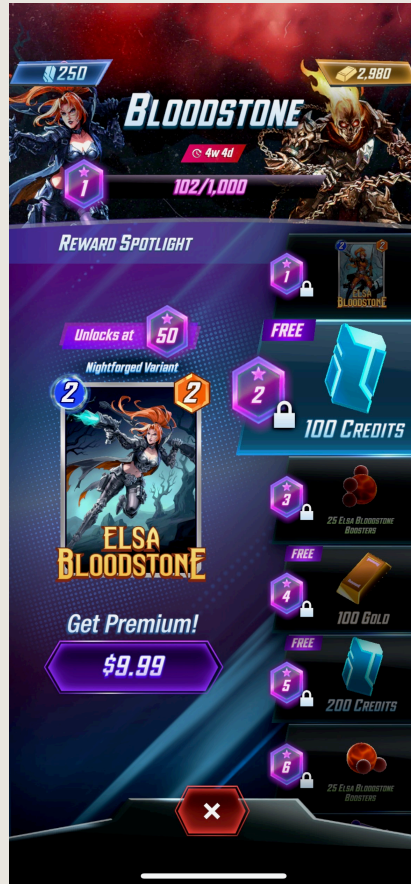 250
2,980
BLOODSTONE
4w 4d
1
102/1,000
REWARD SPOTLIGHT
Unlocks at 50
Nightforged Variant
2
2
ELSA
BLOODSTONE
Get Premium!
$9.99
1
2
2
ELSA
BLOODSTONE
FREE
2
100 CREDITS
3
25 ELSA BLOODSTONE
BOOSTERS
FREE
4
100 GOLD
FREE
5
200 CREDITS
6
25 ELSA BLOODSTONE
BOOSTERS